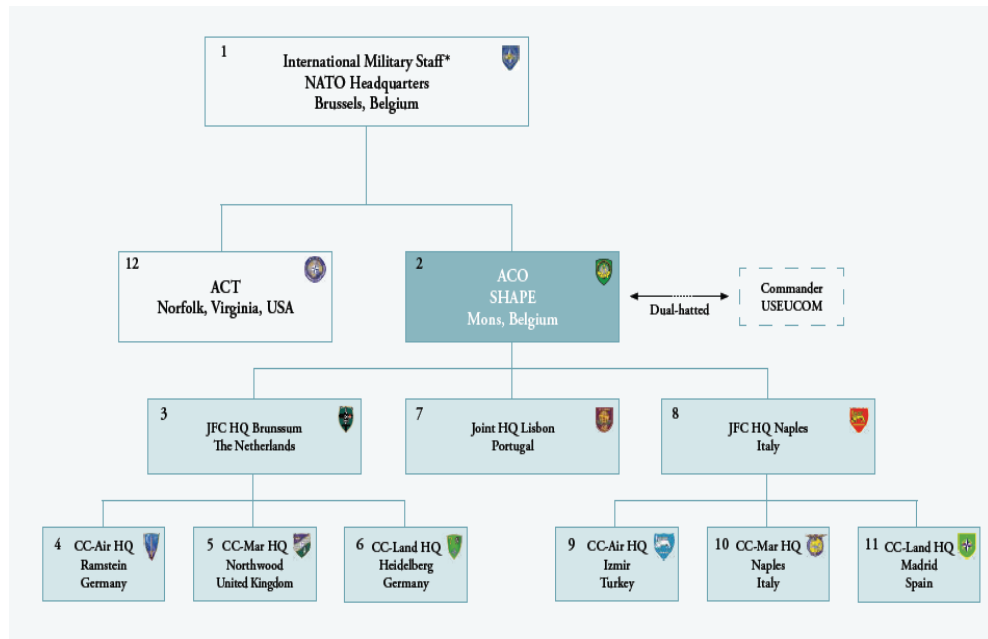 1
International Military Staff*
NATO Headquarters
Brussels, Belgium
12
ACT
Norfolk, Virginia, USA
2
ACO
SHAPE
Mons, Belgium
Dual-hatted
Commander
USEUCOM
3
JFC HQ Brunssum
The Netherlands
7
Joint HQ Lisbon
Portugal
8
JFC HQ Naples
Italy
4 CC-Air HQ
Ramstein
Germany
5 CC-Mar HQ
Northwood
United Kingdom
6 CC-Land HQ
Heidelberg
Germany
9 CC-Air HQ
Izmir
Turkey
10 CC-Mar HQ
Naples
Italy
11 CC-Land HQ
Madrid
Spain